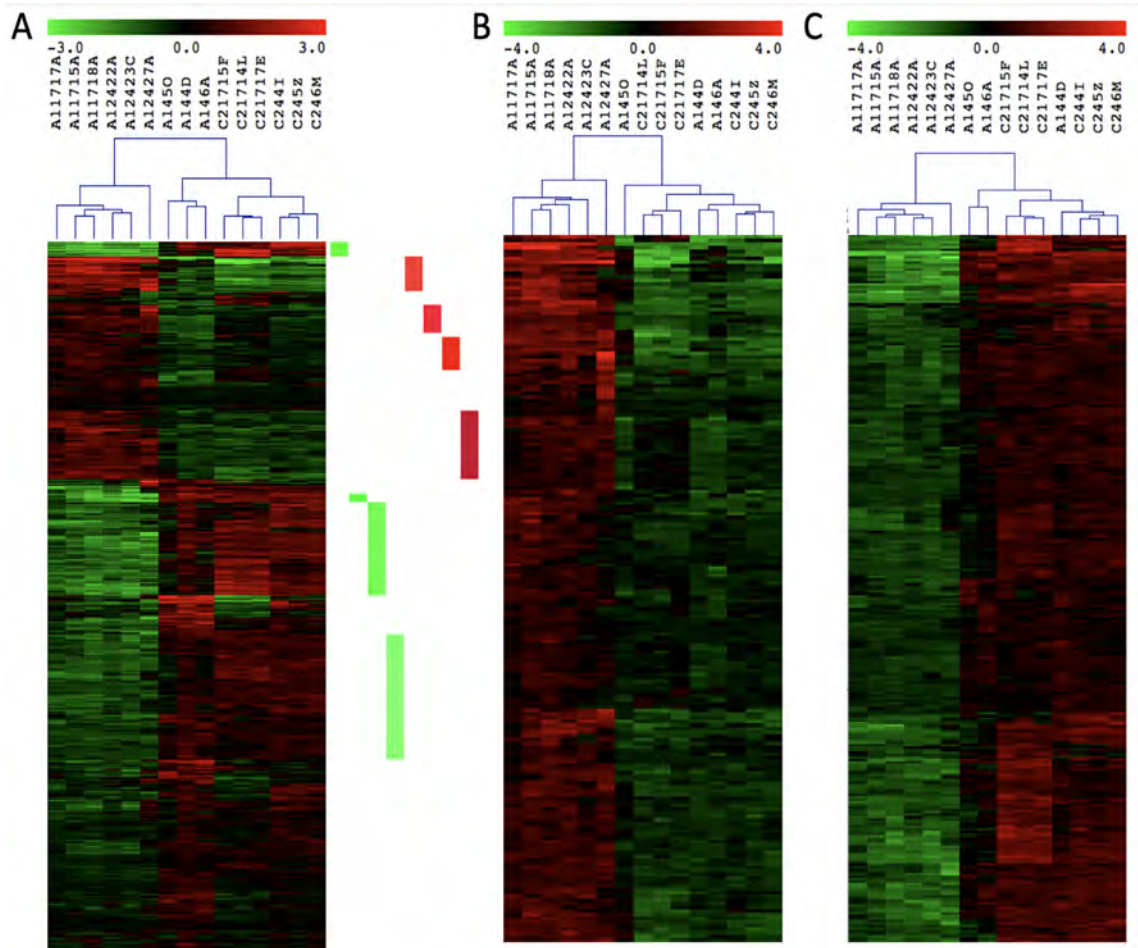 A
-3.0 0.0 3.0
A11717A
A11715A
A11718A
A12422A
A12423C
A12427A
A145O
A144D
A146A
C21715F
C21714L
C21717E
C244I
C245Z
C246M
B
-4.0 0.0 4.0
A11717A
A11715A
A11718A
A12422A
A12423C
A12427A
A145O
C21714L
C21715F
C21717E
A144D
A146A
C244I
C245Z
C246M
C
-4.0 0.0 4.0
A11717A
A11715A
A11718A
A12422A
A12423C
A12427A
A145O
A146A
C21715F
C21714L
C21717E
A144D
C244I
C245Z
C246M